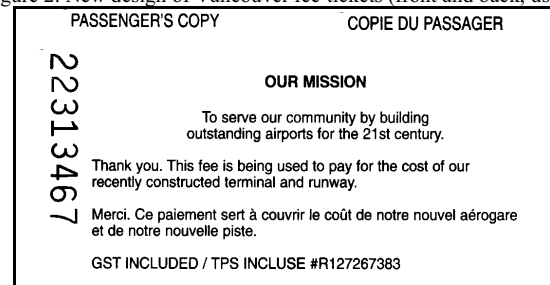 PASSENGER'S COPY COPIE DU PASSAGER
22313467
OUR MISSION
To serve our community by building
outstanding airports for the 21st century.
Thank you. This fee is being used to pay for the cost of our
recently constructed terminal and runway.
Merci. Ce paiement sert à couvrir le coût de notre nouvel aérogare
et de notre nouvelle piste.
GST INCLUDED / TPS INCLUSE #R127267383